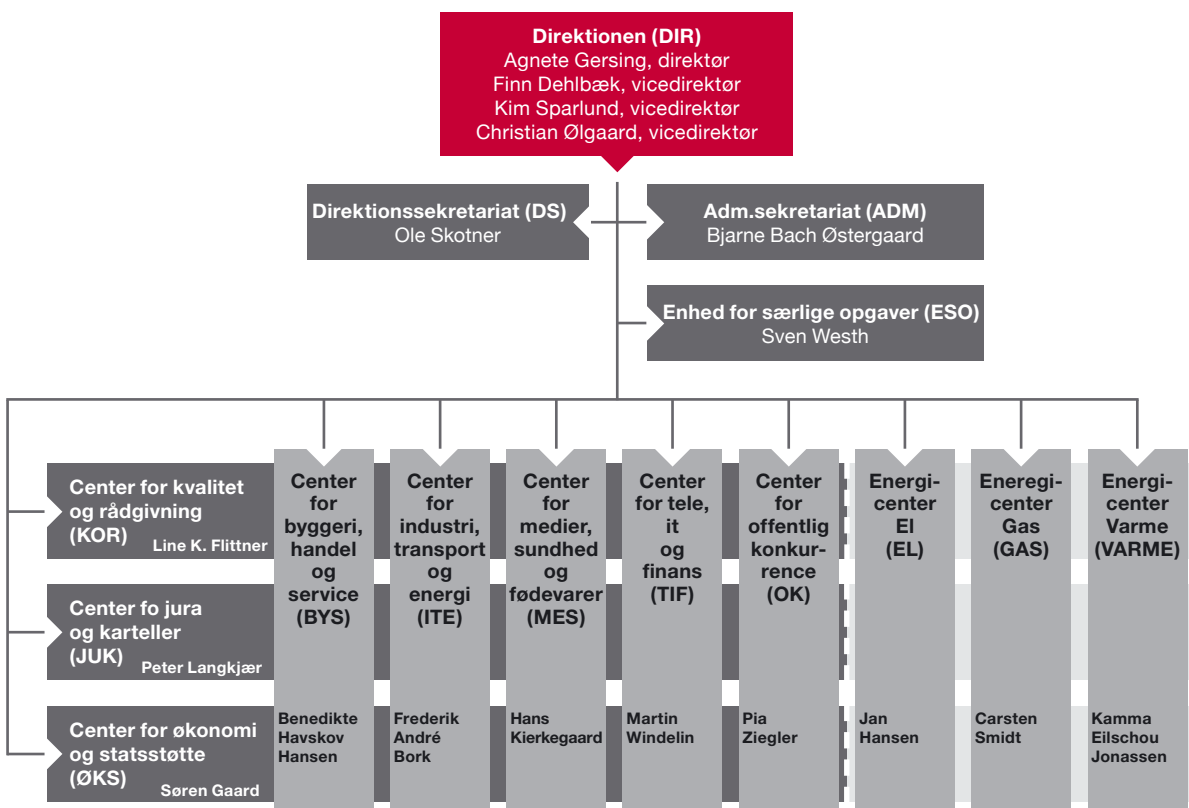 Direktionen (DIR)
Agnete Gersing, direktør
Finn Dehlbæk, vicedirektør
Kim Sparlund, vicedirektør
Christian Ølgaard, vicedirektør
Direktionssekretariat (DS)
Ole Skotner
Adm.sekretariat (ADM)
Bjarne Bach Østergaard
Enhed for særlige opgaver (ESO)
Sven Westh
Center for kvalitet
og rådgivning
(KOR)
Line K. Flittner
Center fo jura
og karteller
(JUK)
Peter Langkjær
Center for økonomi
og statsstøtte
(ØKS)
Søren Gaard
Center
for
byggeri,
handel
og
service
(BYS)
Benedikte
Havskov
Hansen
Center
for
industri,
transport
og
energi
(ITE)
Frederik
André
Bork
Center
for
medier,
sundhed
og
fødevarer
(MES)
Hans
Kierkegaard
Center
for tele,
it
og
finans
(TIF)
Martin
Windelin
Center
for
offentlig
konkur-
rence
(OK)
Pia
Ziegler
Energi-
center
El
(EL)
Jan
Hansen
Eneregi-
center
Gas
(GAS)
Carsten
Smidt
Energi-
center
Varme
(VARME)
Kamma
Eilschou
Jonassen